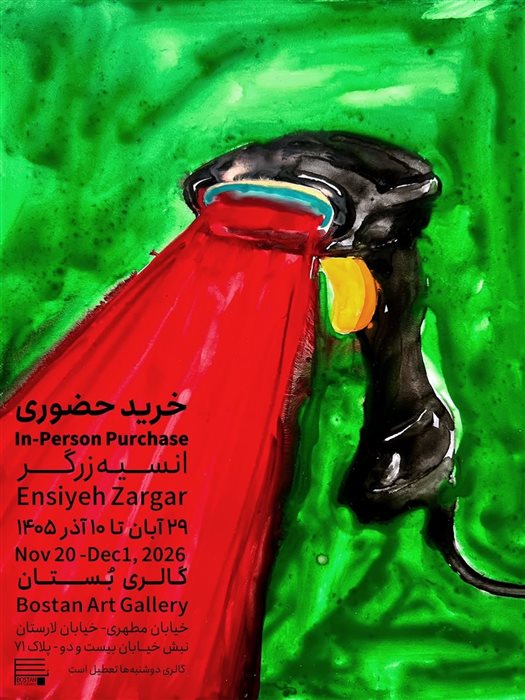 خرید حضوری
In-Person Purchase
انسیه زرگر
Ensiyeh Zargar
۲۹ آبان تا ۱۰ آذر ۱۴۰۵
Nov 20 -Dec1, 2026
گالری بُستان
Bostan Art Gallery
خیابان مطهری- خیابان لارستان
نبش خیابان بیست و دو - پلاک ۷۱
گالری دوشنبه‌ها تعطیل است
BOSTAN